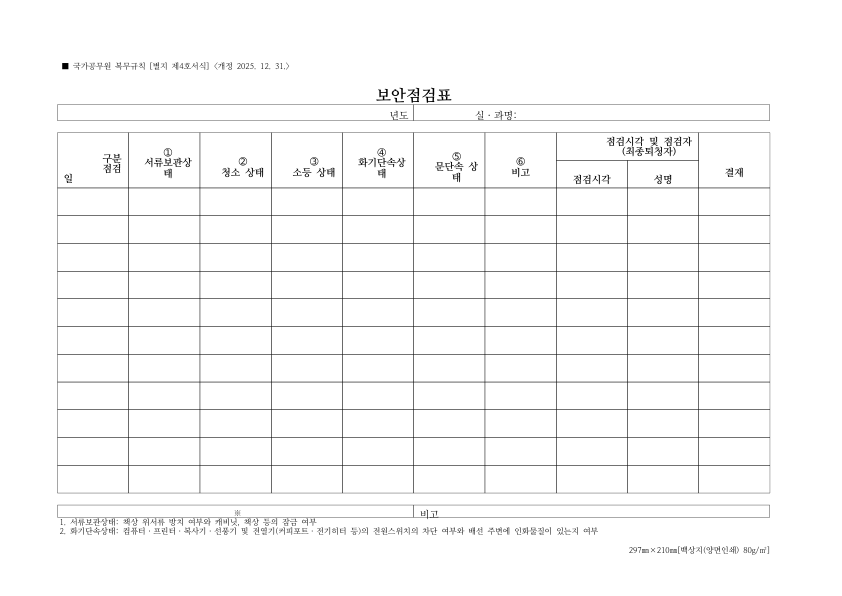 ■ 국가공무원 복무규칙 [별지 제4호서식] <개정 2025. 12. 31.>
보안점검표
년도
실ㆍ과명:
구분
점검
일
①
서류보관상
태
②
청소 상태
③
소등 상태
④
화기단속상
태
⑤
문단속 상
태
⑥
비고
점검시각 및 점검자
(최종퇴청자)
점검시각
성명
결재
※
비고
1. 서류보관상태: 책상 위서류 방치 여부와 캐비닛, 책상 등의 잠금 여부
2. 화기단속상태: 컴퓨터ㆍ프린터ㆍ복사기ㆍ선풍기 및 전열기(커피포트ㆍ전기히터 등)의 전원스위치의 차단 여부와 배선 주변에 인화물질이 있는지 여부
297㎜×210㎜[백상지(양면인쇄) 80g/㎡]